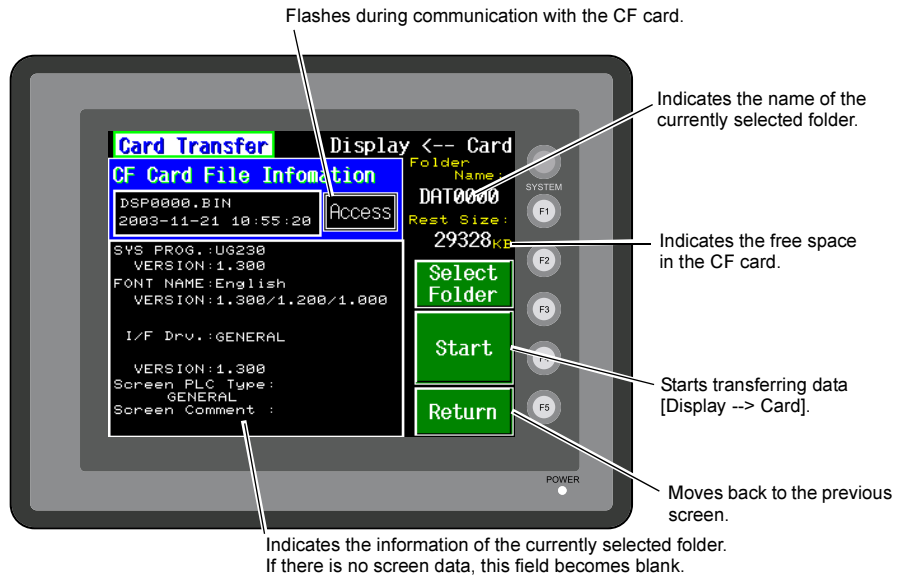 Flashes during communication with the CF card.
Indicates the name of the
currently selected folder.
Card Transfer
Display <-- Card
CF Card File Infomation
Folder
Name:
DSP0000.BIN
2003-11-21 10:55:20
Access
DAT0000
SYSTEM
F1
Rest Size:
29328KB
Indicates the free space
in the CF card.
SYS PROG.:UG230
VERSION:1.300
FONT NAME:English
VERSION:1.300/1.200/1.000
I/F Drv.:GENERAL
VERSION:1.300
Screen PLC Type:
GENERAL
Screen Comment :
Select
Folder
F2
F3
Start
F4
Starts transferring data
[Display --> Card].
Return
F5
POWER
Moves back to the previous
screen.
Indicates the information of the currently selected folder.
If there is no screen data, this field becomes blank.